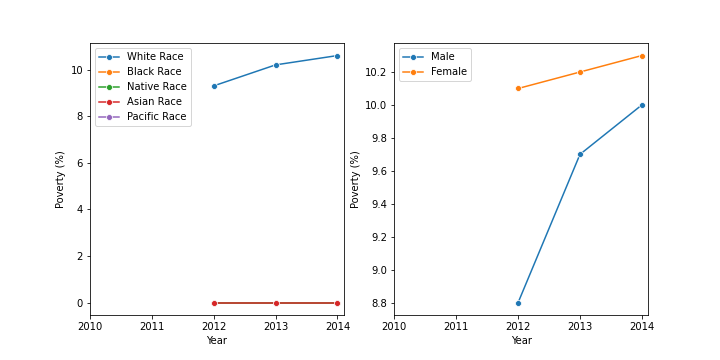 White Race
Black Race
Native Race
Asian Race
Pacific Race
10
8
6
4
2
0
Poverty (%)
2010 2011 2012 2013 2014
Year
Male
Female
10.2
10.0
9.8
9.6
9.4
9.2
9.0
8.8
Poverty (%)
2010 2011 2012 2013 2014
Year